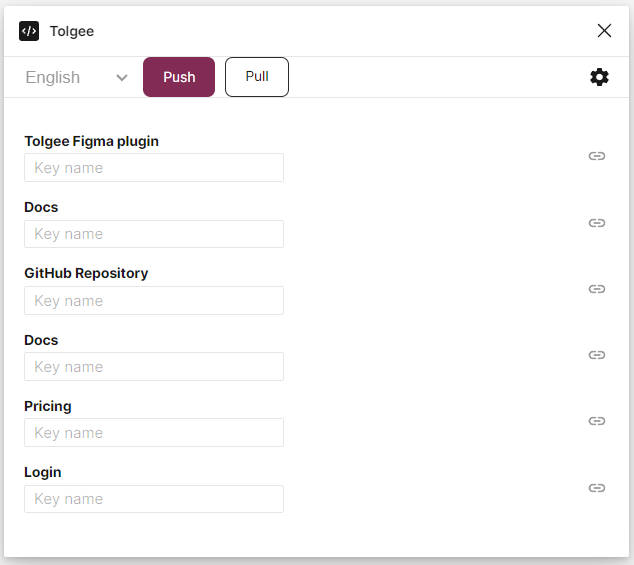 Tolgee
English
Push
Pull
Tolgee Figma plugin
Key name
Docs
Key name
GitHub Repository
Key name
Docs
Key name
Pricing
Key name
Login
Key name